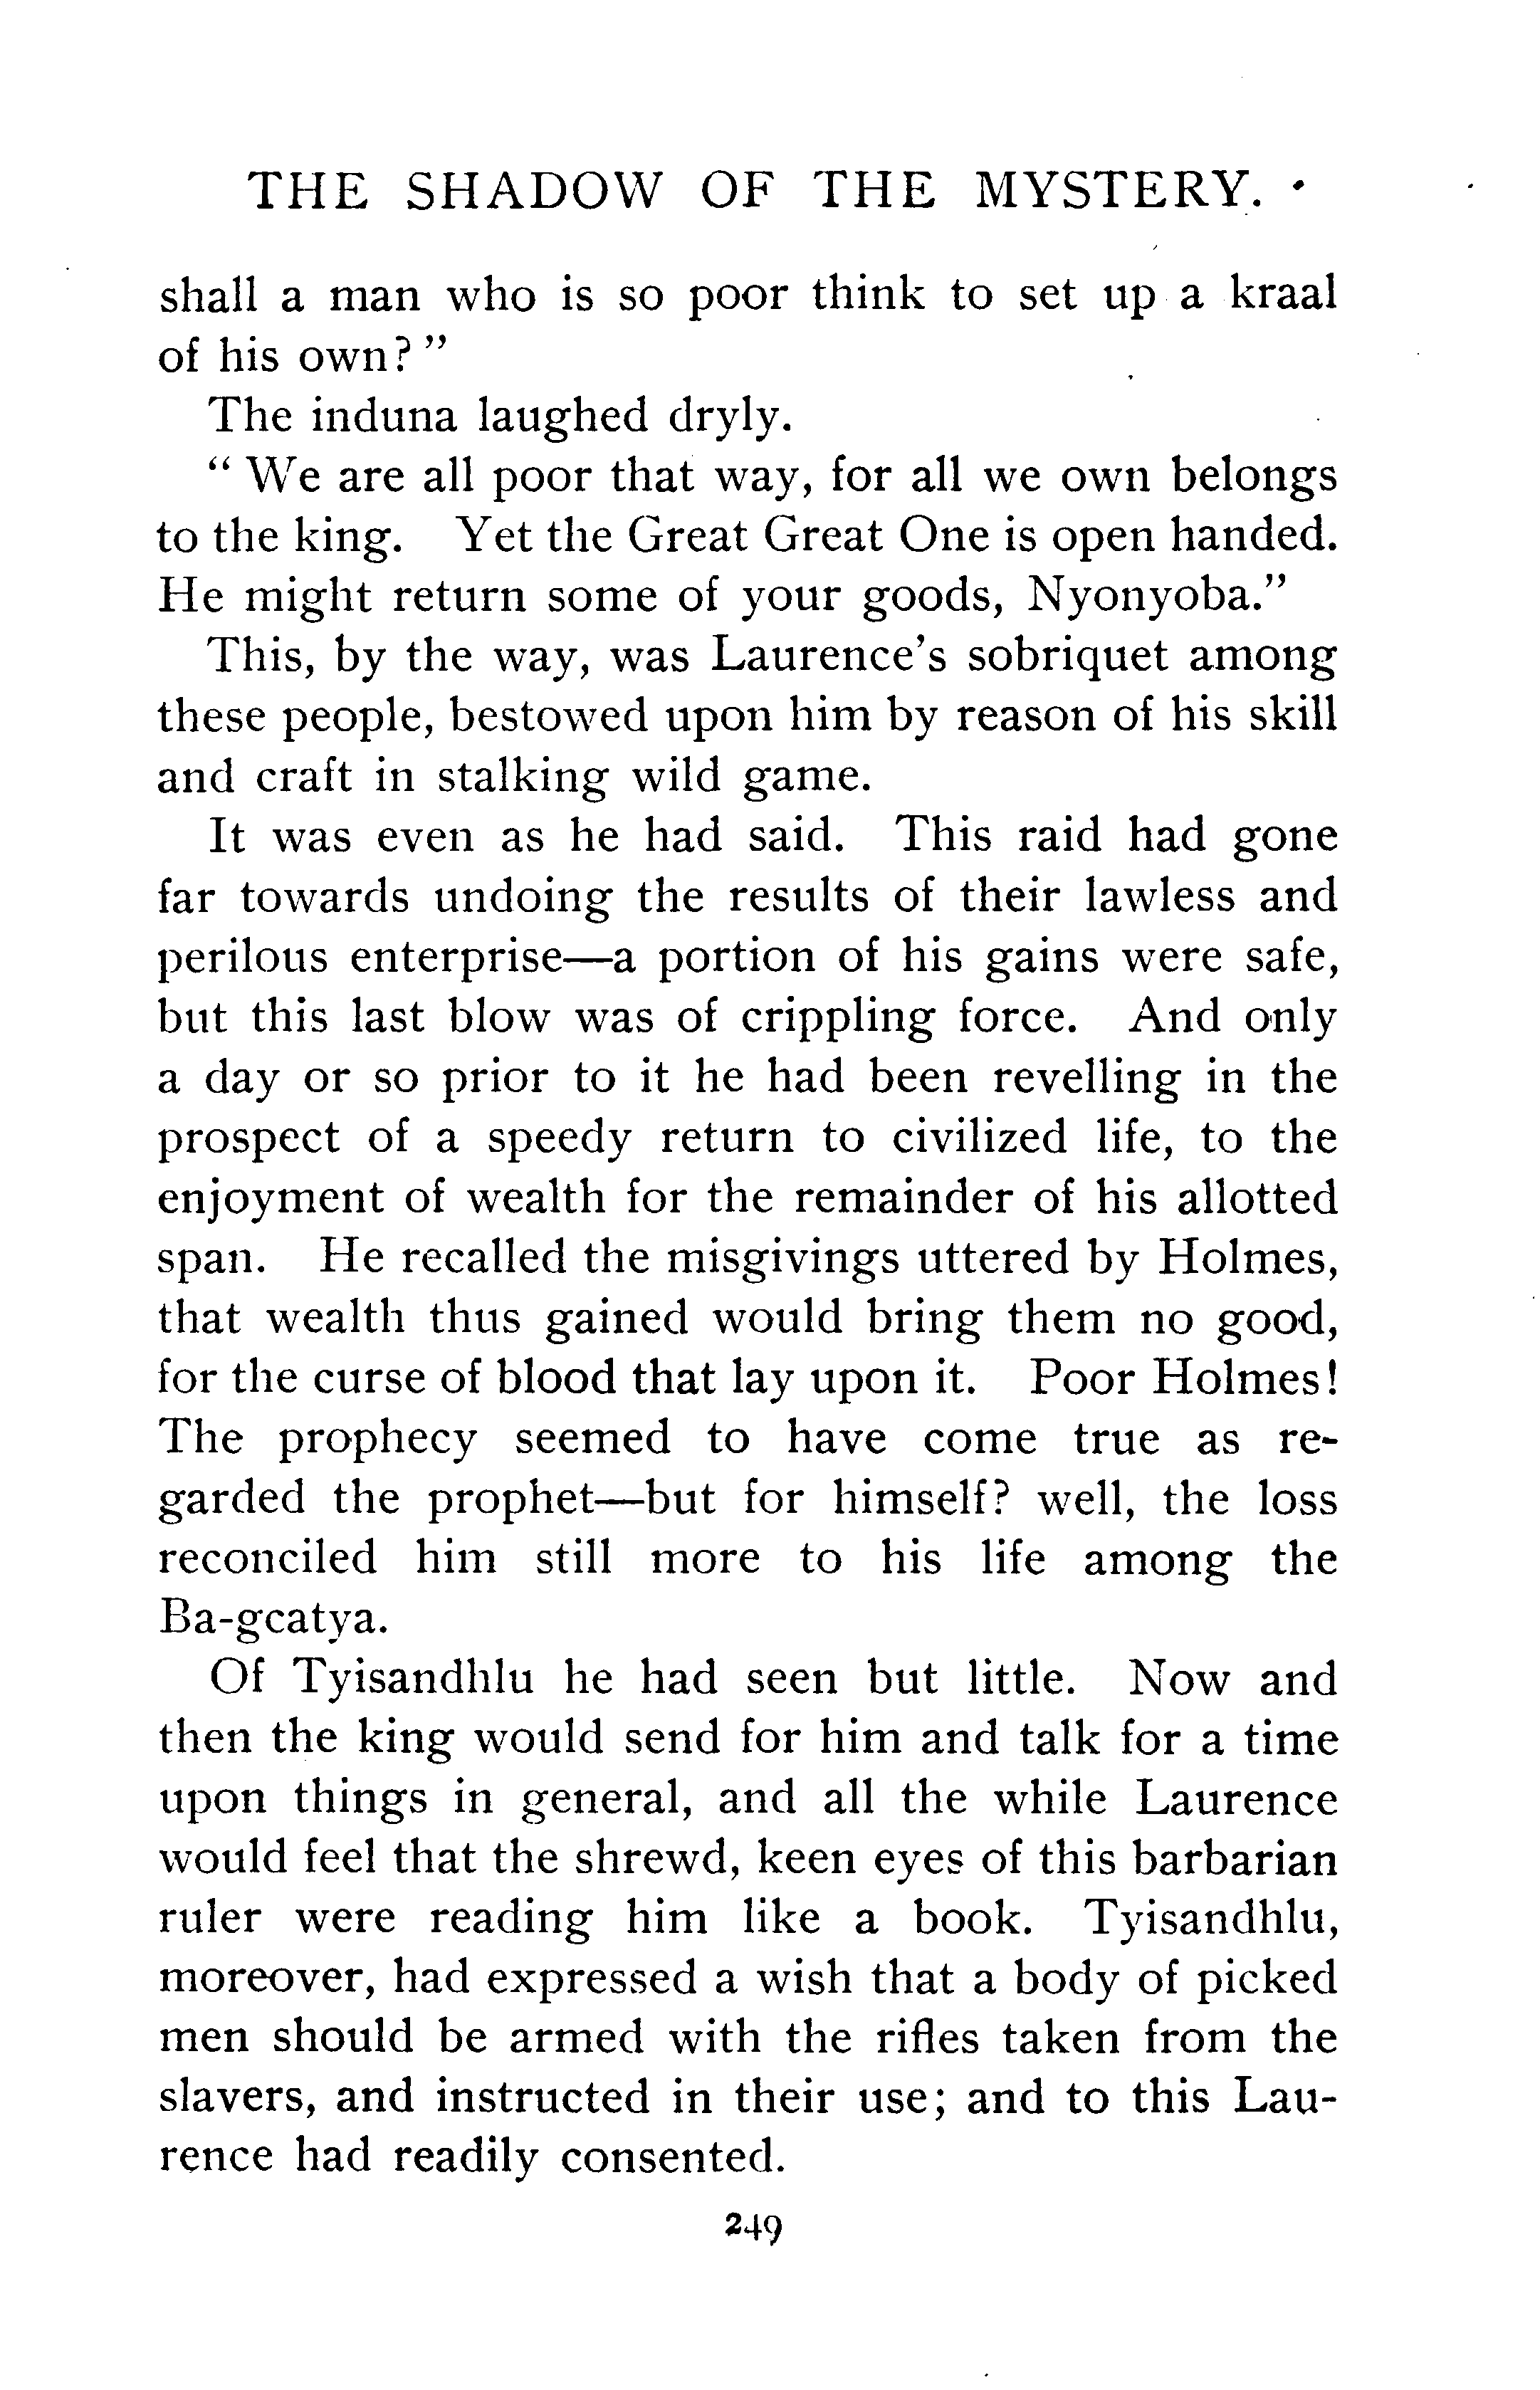 THE SHADOW OF THE MYSTERY.
shall a man who is so poor think to set up a kraal
of his own?"
The induna laughed dryly.
"We are all poor that way, for all we own belongs
to the king. Yet the Great Great One is open handed.
He might return some of your goods, Nyonyoba."
This, by the way, was Laurence's sobriquet among
these people, bestowed upon him by reason of his skill
and craft in stalking wild game.
It was even as he had said. This raid had gone
far towards undoing the results of their lawless and
perilous enterprise—a portion of his gains were safe,
but this last blow was of crippling force. And only
a day or so prior to it he had been revelling in the
prospect of a speedy return to civilized life, to the
enjoyment of wealth for the remainder of his allotted
span. He recalled the misgivings uttered by Holmes,
that wealth thus gained would bring them no good,
for the curse of blood that lay upon it. Poor Holmes!
The prophecy seemed to have come true as re-
garded the prophet—but for himself? well, the loss
reconciled him still more to his life among the
Ba-gcatya.
Of Tyisandhlu he had seen but little. Now and
then the king would send for him and talk for a time
upon things in general, and all the while Laurence
would feel that the shrewd, keen eyes of this barbarian
ruler were reading him like a book. Tyisandhlu,
moreover, had expressed a wish that a body of picked
men should be armed with the rifles taken from the
slavers, and instructed in their use; and to this Lau-
rence had readily consented.
249